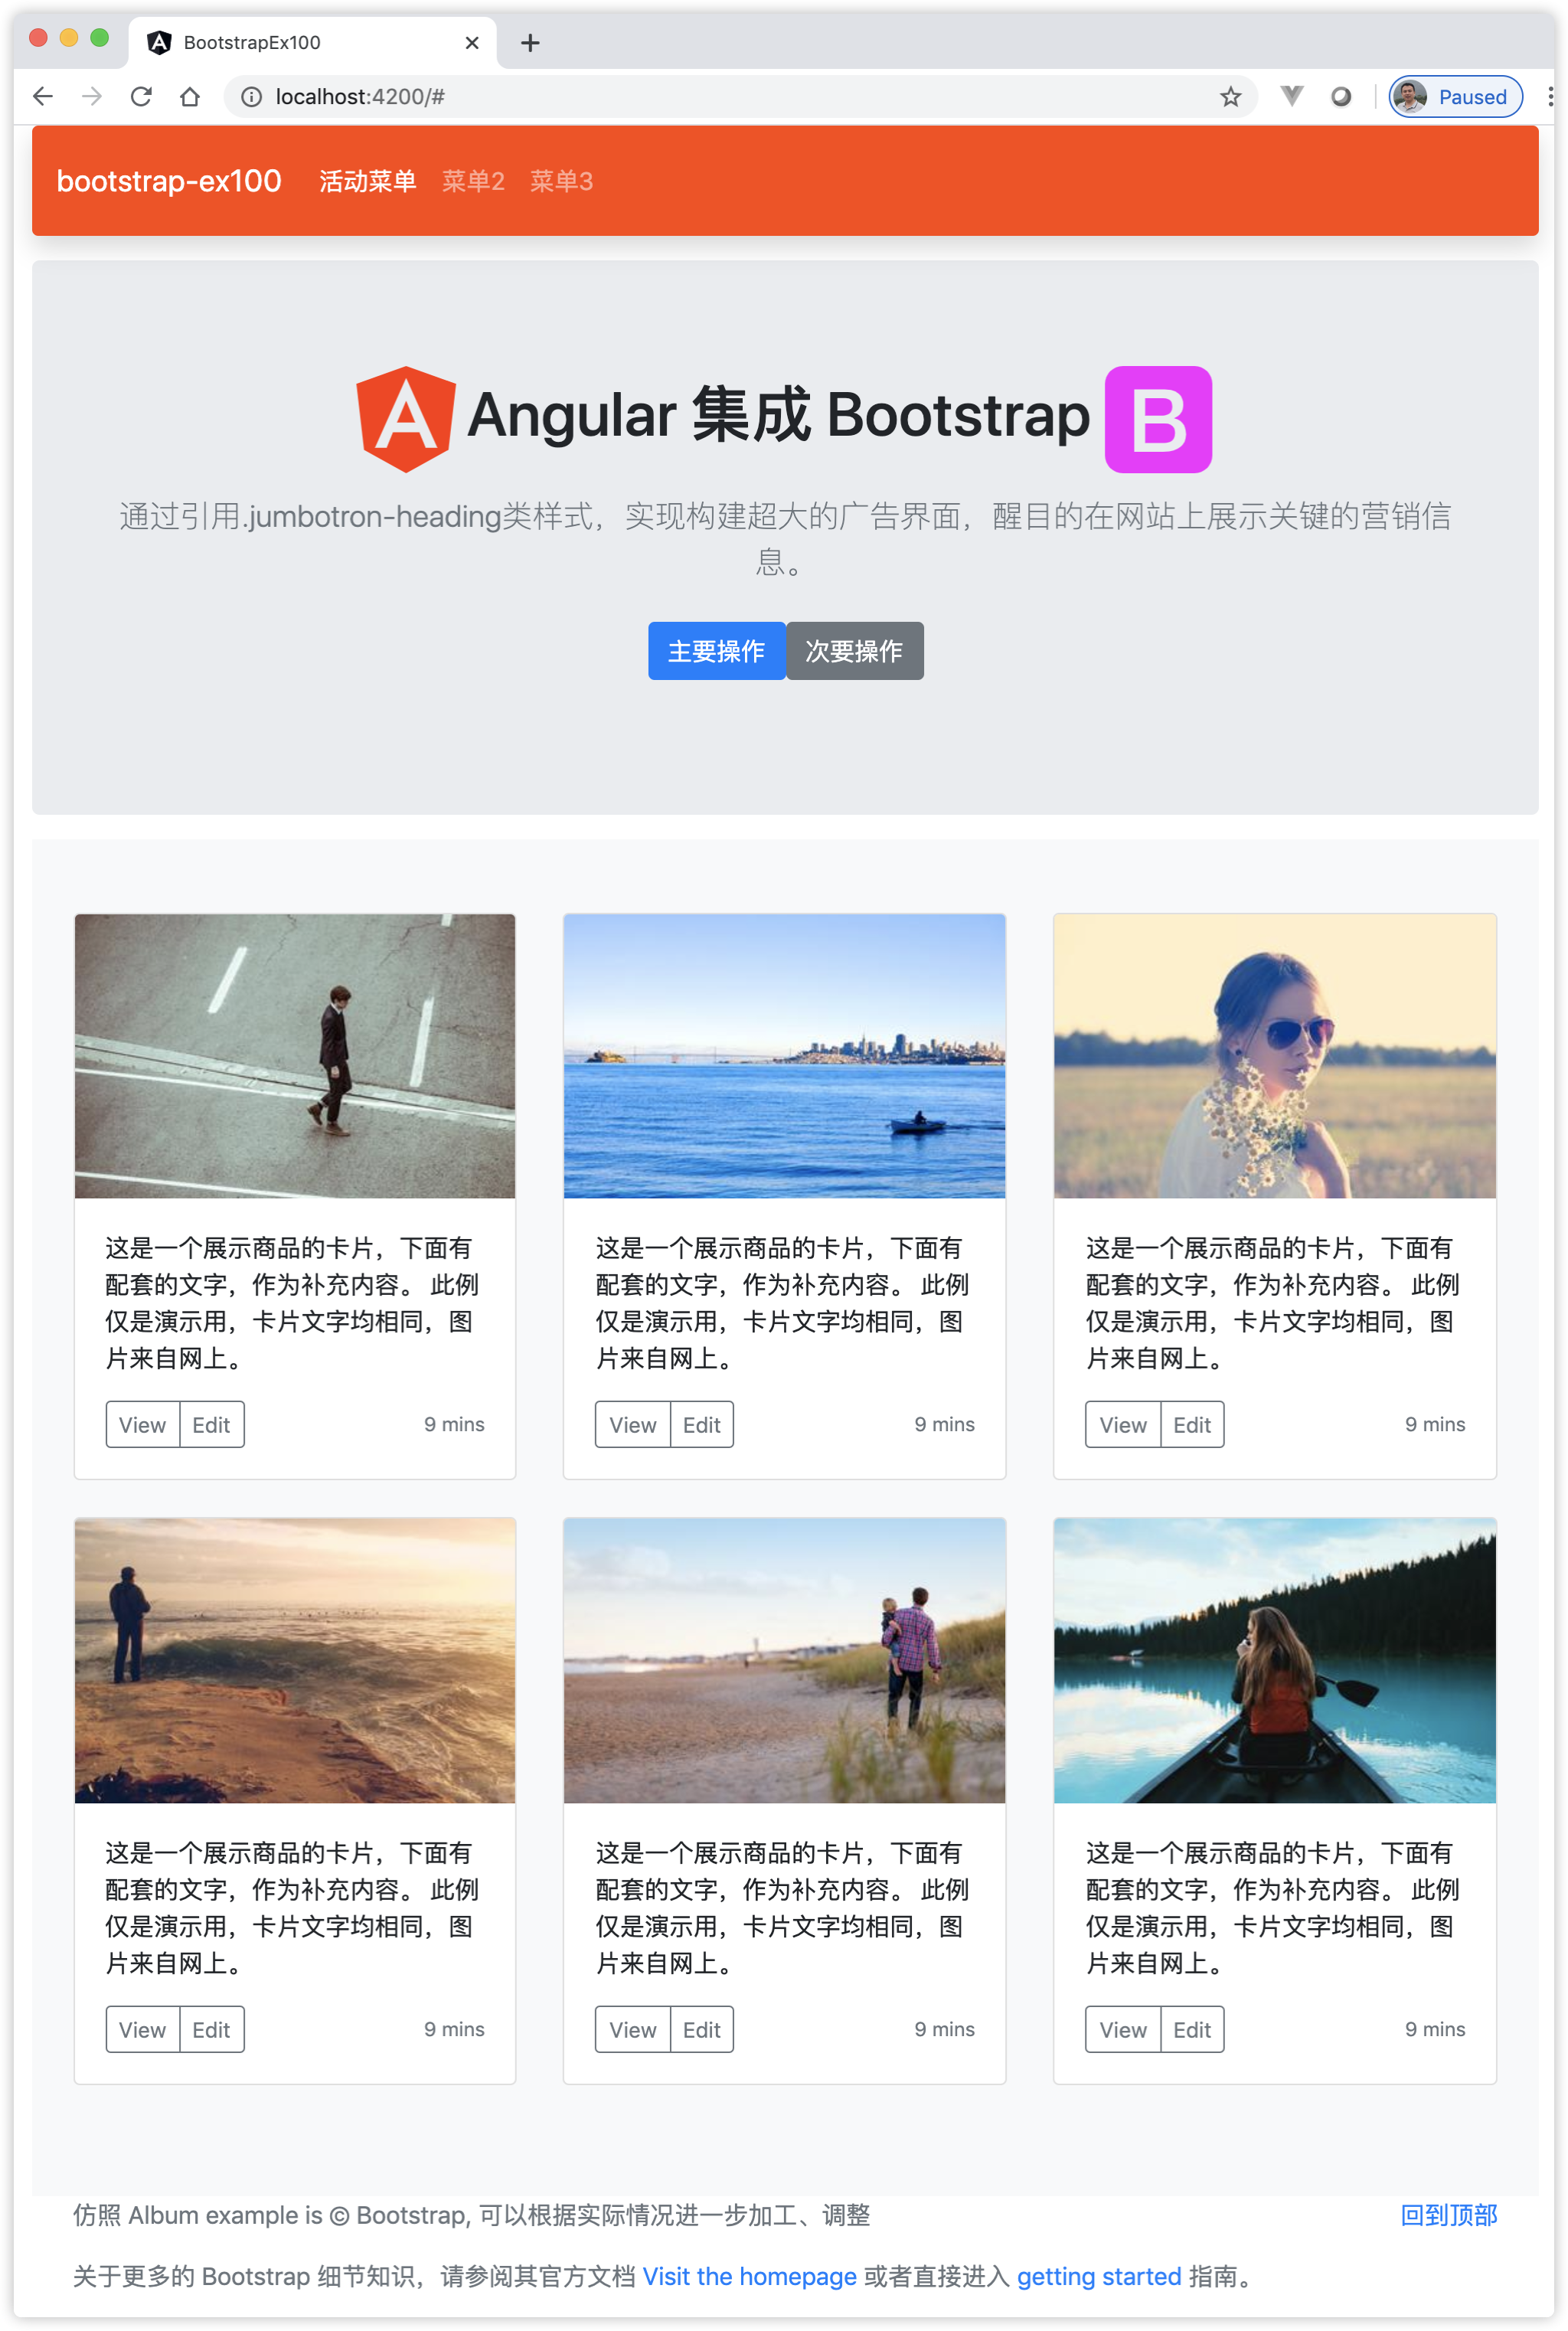 BootstrapEx100
localhost:4200/#
Paused
bootstrap-ex100 活动菜单 菜单2 菜单3
Angular 集成 Bootstrap B
通过引用.jumbotron-heading类样式，实现构建超大的广告界面，醒目的在网站上展示关键的营销信
息。
主要操作 次要操作
这是一个展示商品的卡片，下面有
配套的文字，作为补充内容。 此例
仅是演示用，卡片文字均相同，图
片来自网上。
View Edit 9 mins
这是一个展示商品的卡片，下面有
配套的文字，作为补充内容。 此例
仅是演示用，卡片文字均相同，图
片来自网上。
View Edit 9 mins
这是一个展示商品的卡片，下面有
配套的文字，作为补充内容。 此例
仅是演示用，卡片文字均相同，图
片来自网上。
View Edit 9 mins
这是一个展示商品的卡片，下面有
配套的文字，作为补充内容。 此例
仅是演示用，卡片文字均相同，图
片来自网上。
View Edit 9 mins
这是一个展示商品的卡片，下面有
配套的文字，作为补充内容。 此例
仅是演示用，卡片文字均相同，图
片来自网上。
View Edit 9 mins
这是一个展示商品的卡片，下面有
配套的文字，作为补充内容。 此例
仅是演示用，卡片文字均相同，图
片来自网上。
View Edit 9 mins
仿照 Album example is © Bootstrap, 可以根据实际情况进一步加工、调整 回到顶部
关于更多的 Bootstrap 细节知识，请参阅其官方文档 Visit the homepage 或者直接进入 getting started 指南。